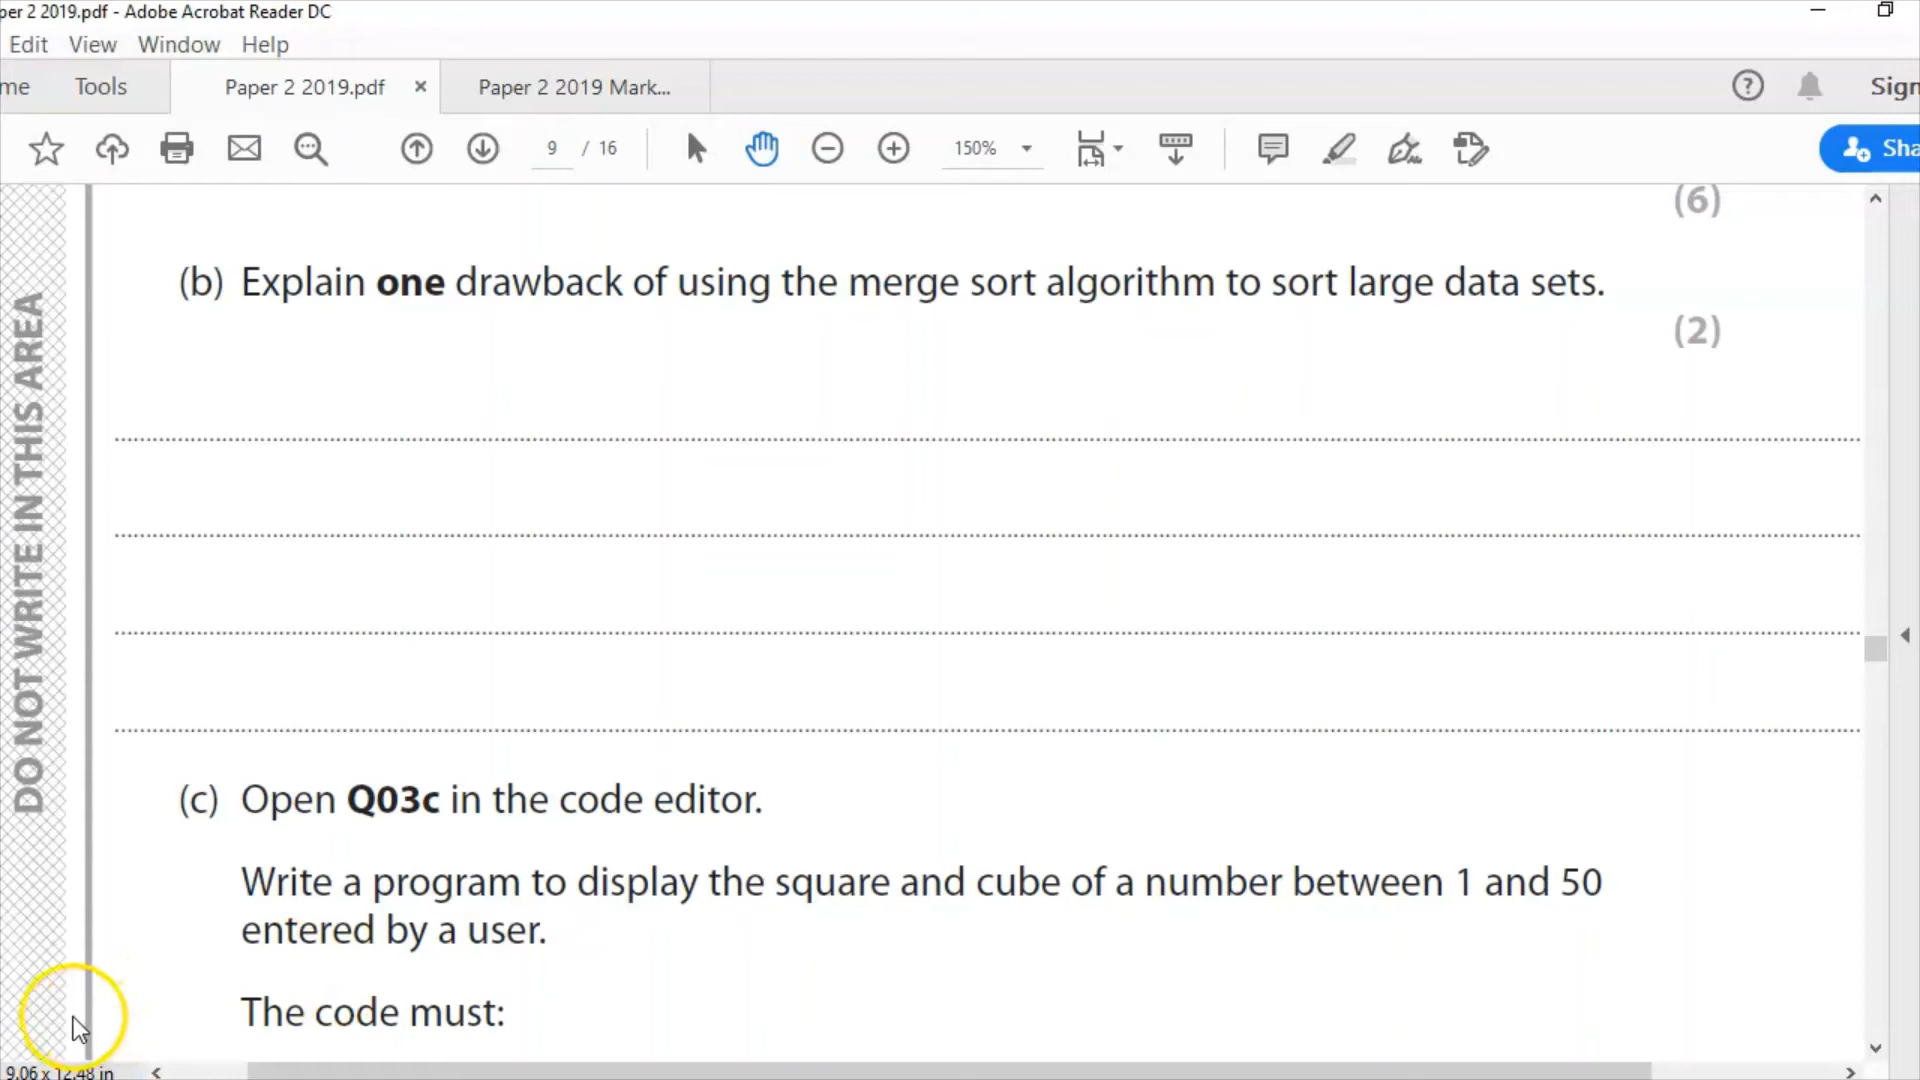 per 2 2019.pdf - Adobe Acrobat Reader DC
Edit View Window Help
me Tools Paper 2 2019.pdf × Paper 2 2019 Mark... ? Sign
9 / 16 150% Sha
(6)
(b) Explain one drawback of using the merge sort algorithm to sort large data sets.
(2)
DO NOT WRITE IN THIS AREA
(c) Open Q03c in the code editor.
Write a program to display the square and cube of a number between 1 and 50
entered by a user.
The code must:
9.06 x 12.48 in